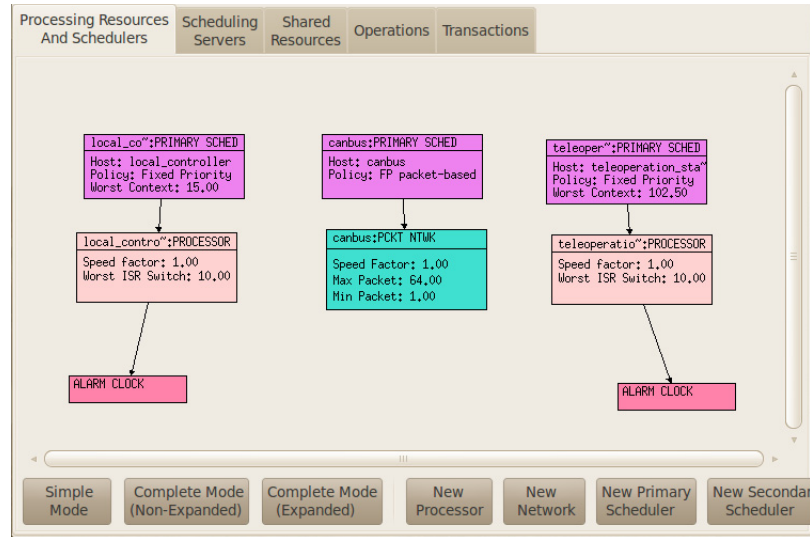 Processing Resources
And Schedulers
Scheduling
Servers
Shared
Resources
Operations
Transactions
local_co~:PRIMARY SCHED
Host: local_controller
Policy: Fixed Priority
Worst Context: 15.00
canbus:PRIMARY SCHED
Host: canbus
Policy: FP packet-based
teleoper~:PRIMARY SCHED
Host: teleoperation_sta~
Policy: Fixed Priority
Worst Context: 102.50
local_contro~:PROCESSOR
Speed factor: 1.00
Worst ISR Switch: 10.00
canbus:PCKT NTWK
Speed Factor: 1.00
Max Packet: 64.00
Min Packet: 1.00
teleoperatio~:PROCESSOR
Speed factor: 1.00
Worst ISR Switch: 10.00
ALARM CLOCK
ALARM CLOCK
Simple
Mode
Complete Mode
(Non-Expanded)
Complete Mode
(Expanded)
New
Processor
New
Network
New Primary
Scheduler
New Secondar
Scheduler